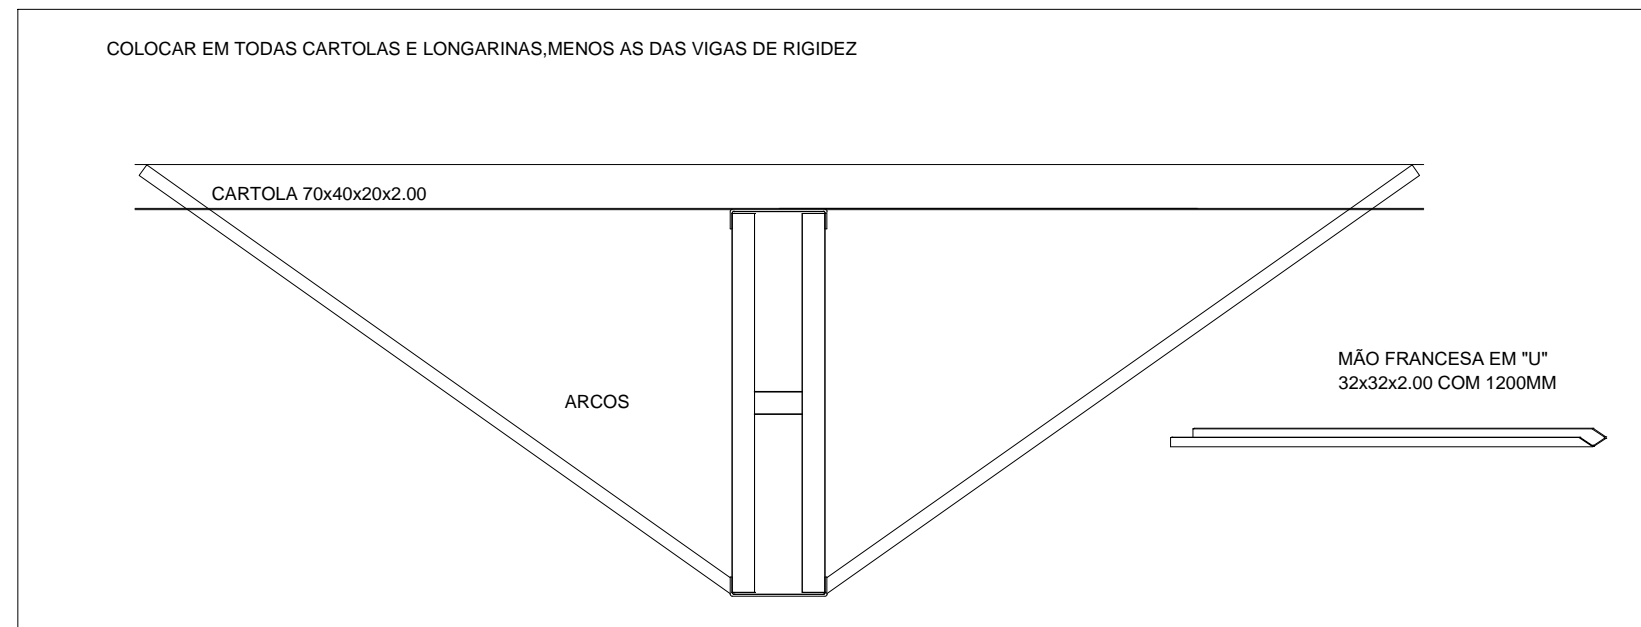 COLOCAR EM TODAS CARTOLAS E LONGARINAS,MENOS AS DAS VIGAS DE RIGIDEZ
CARTOLA 70x40x20x2.00
MÃO FRANCESA EM "U"
32x32x2.00 COM 1200MM
ARCOS